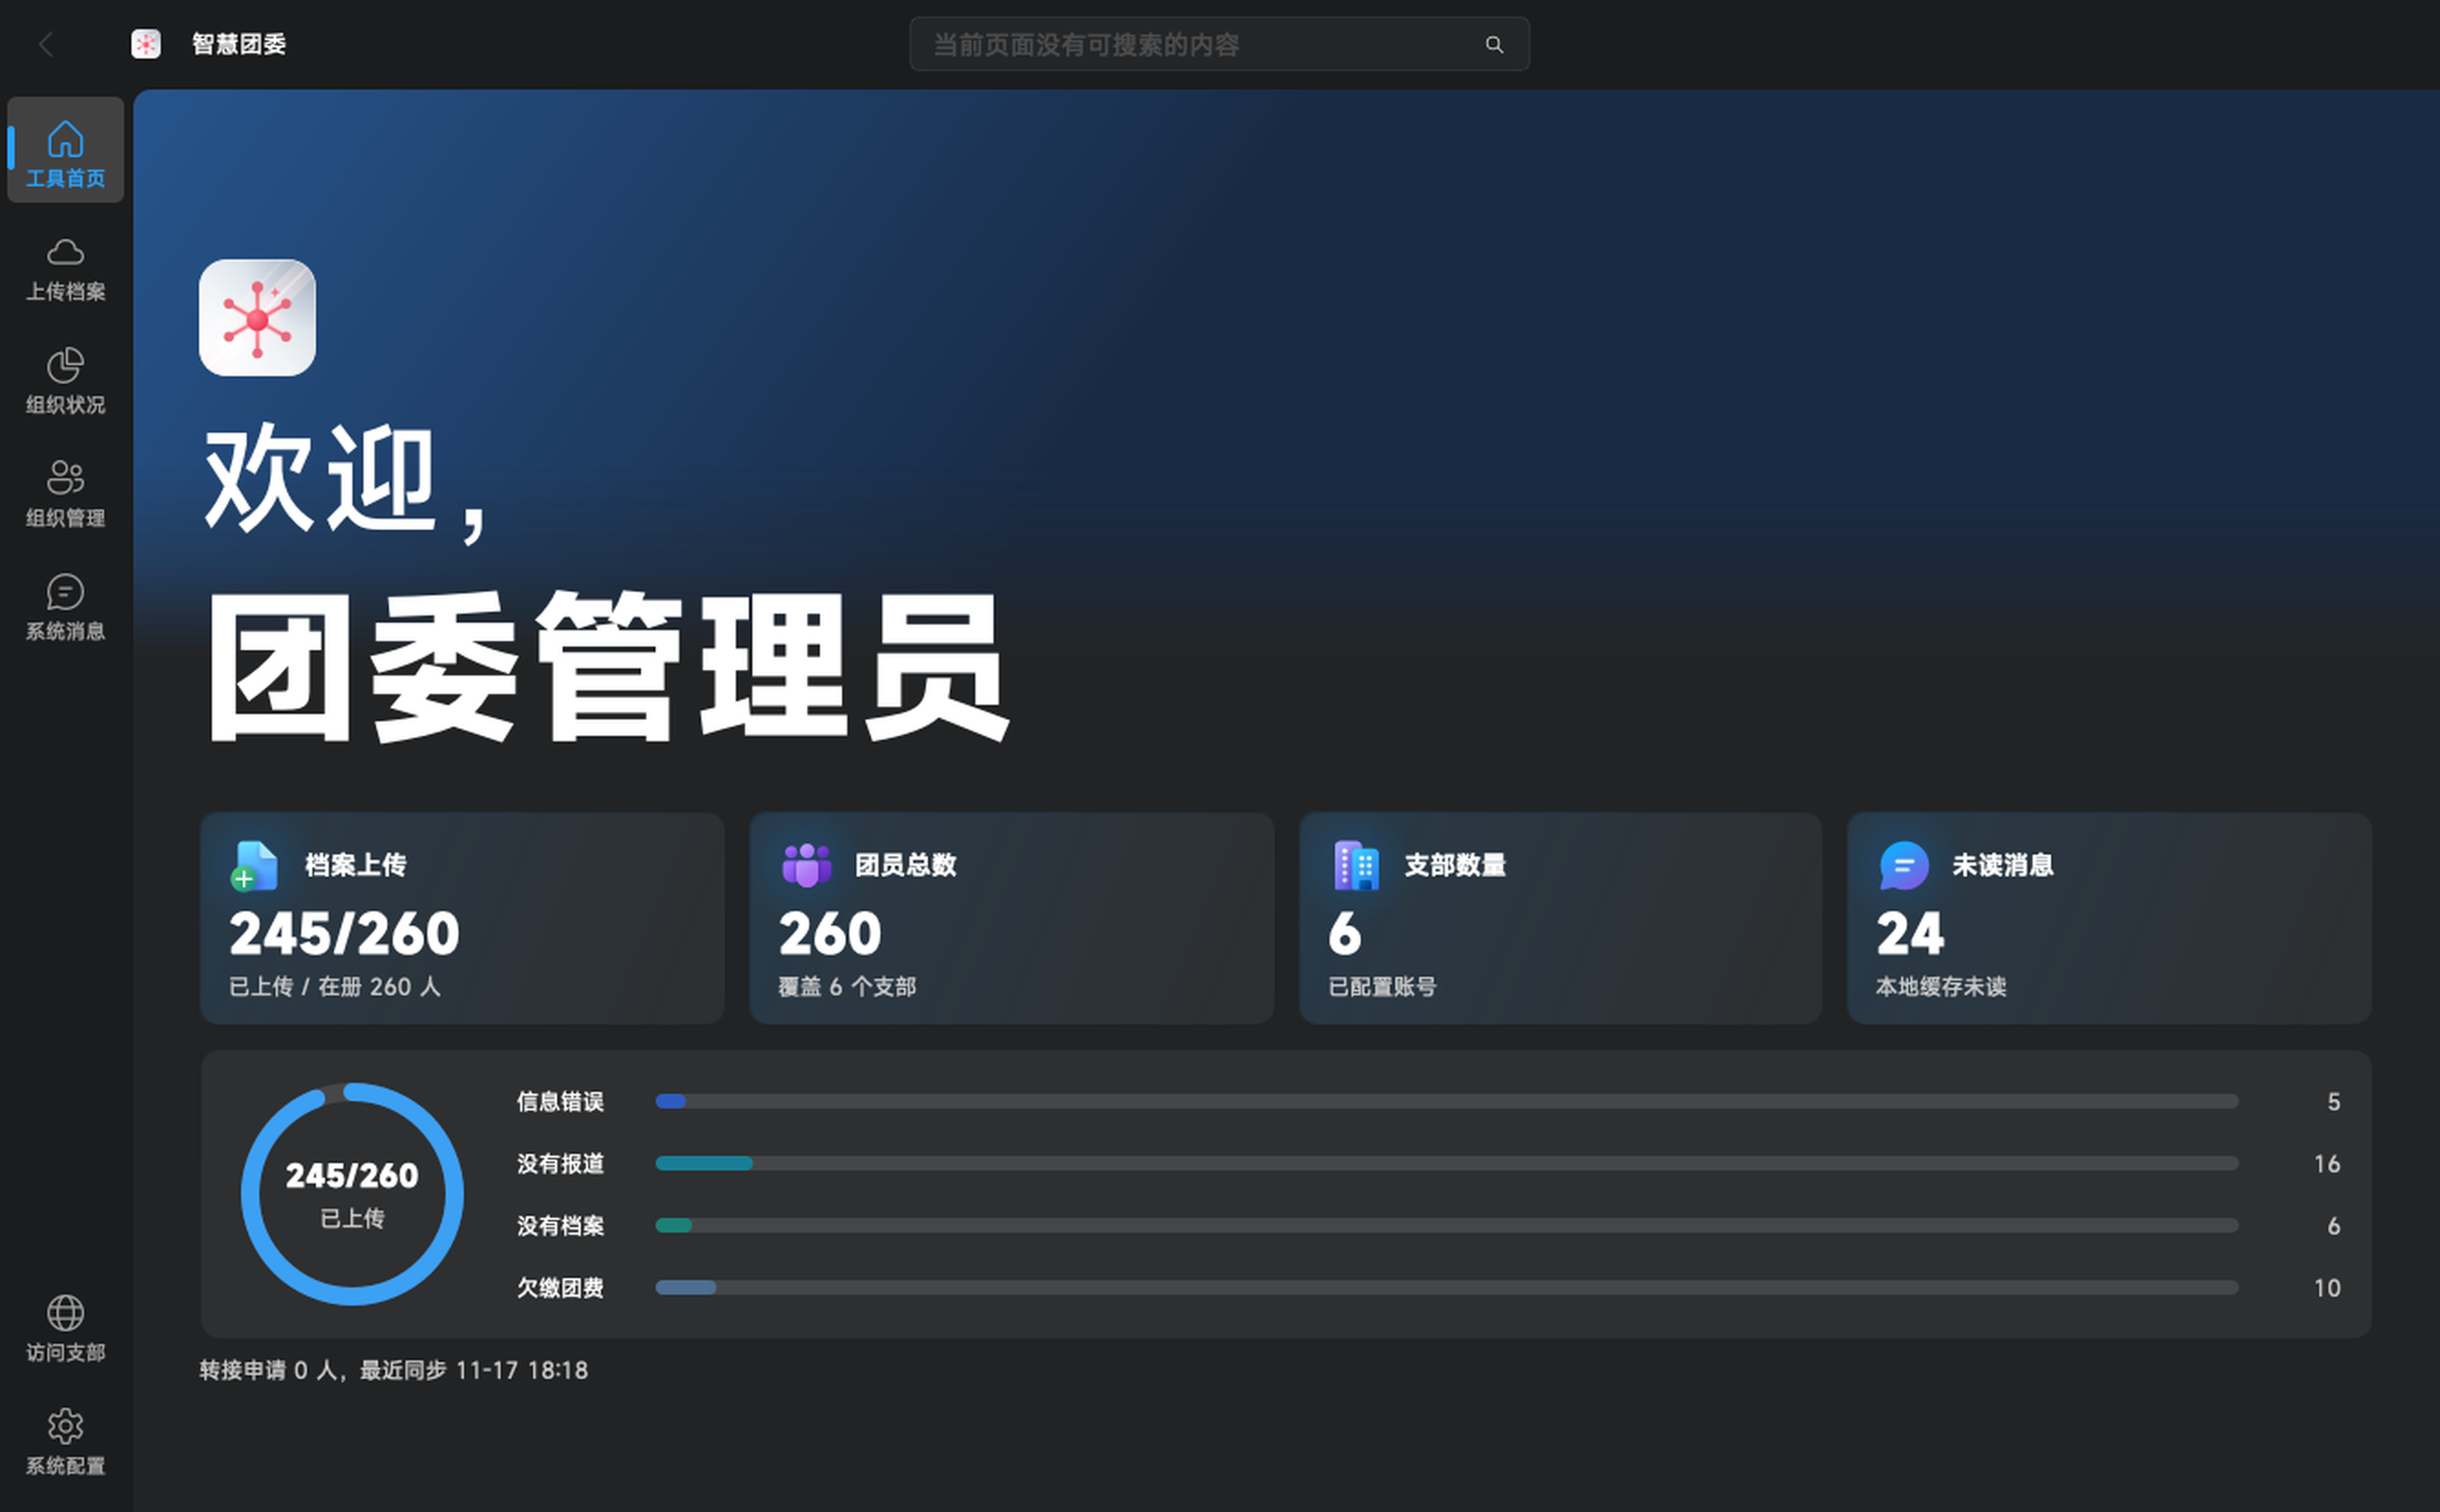 智慧团委
当前页面没有可搜索的内容
工具首页
上传档案
组织状况
组织管理
系统消息
访问支部
系统配置
欢迎，
团委管理员
档案上传
245/260
已上传 / 在册 260 人
团员总数
260
覆盖 6 个支部
支部数量
6
已配置账号
未读消息
24
本地缓存未读
245/260
已上传
信息错误 5
没有报道 16
没有档案 6
欠缴团费 10
转接申请 0 人，最近同步 11-17 18:18